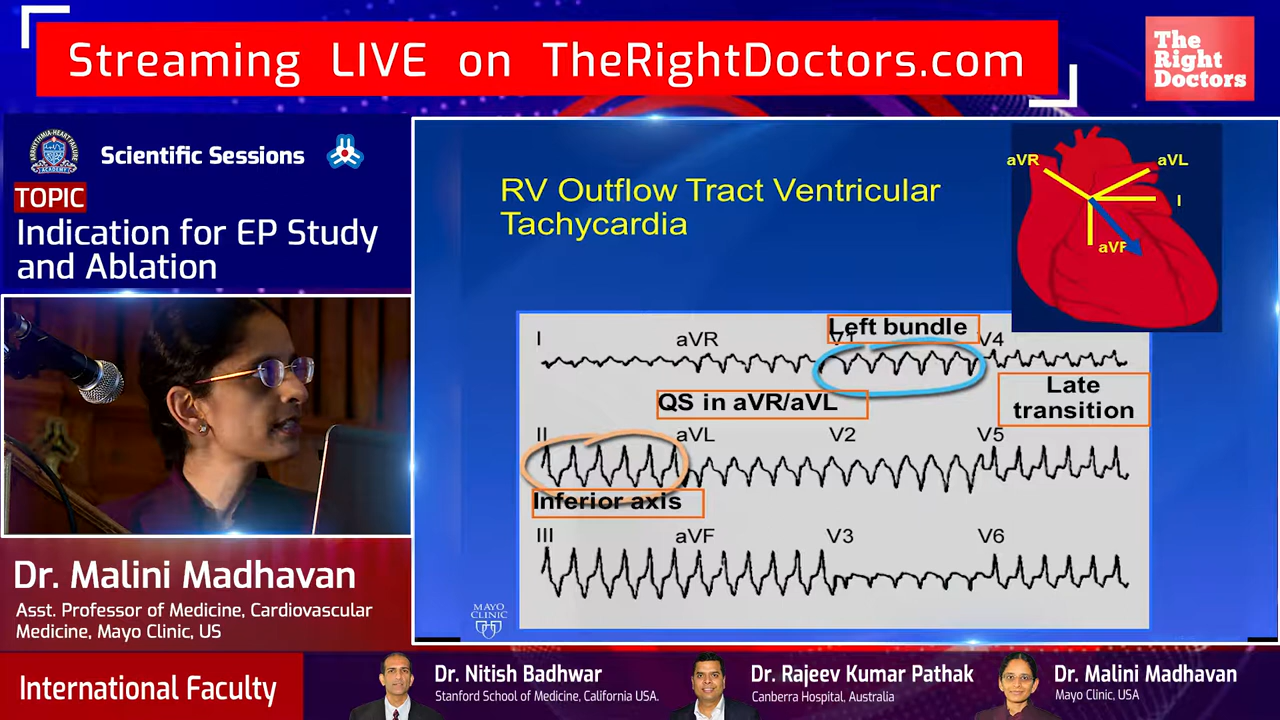 Streaming LIVE on TheRightDoctors.com
The
Right
Doctors
Scientific Sessions
TOPIC
Indication for EP Study
and Ablation
Dr. Malini Madhavan
Asst. Professor of Medicine, Cardiovascular
Medicine, Mayo Clinic, US
RV Outflow Tract Ventricular
Tachycardia
aVR
aVL
I
aVF
I
aVR
V1
V4
Left bundle
QS in aVR/aVL
Late
transition
II
aVL
V2
V5
Inferior axis
III
aVF
V3
V6
MAYO
CLINIC
International Faculty
Dr. Nitish Badhwar
Stanford School of Medicine, California USA.
Dr. Rajeev Kumar Pathak
Canberra Hospital, Australia
Dr. Malini Madhavan
Mayo Clinic, USA